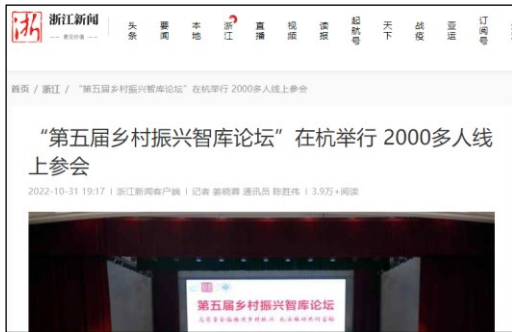 浙
浙江新闻
头条 要闻 本地 浙江 直播 视频 读报 起航号 天下 战疫 亚运 订阅号
首页 / 浙江 / “第五届乡村振兴智库论坛”在杭举行 2000多人线上参会
“第五届乡村振兴智库论坛”在杭举行 2000多人线
上参会
2022-10-31 19:17 | 浙江新闻客户端 | 记者 姜晓蓉 通讯员 陈胜伟 | 3.9万+阅读
第五届乡村振兴智库论坛